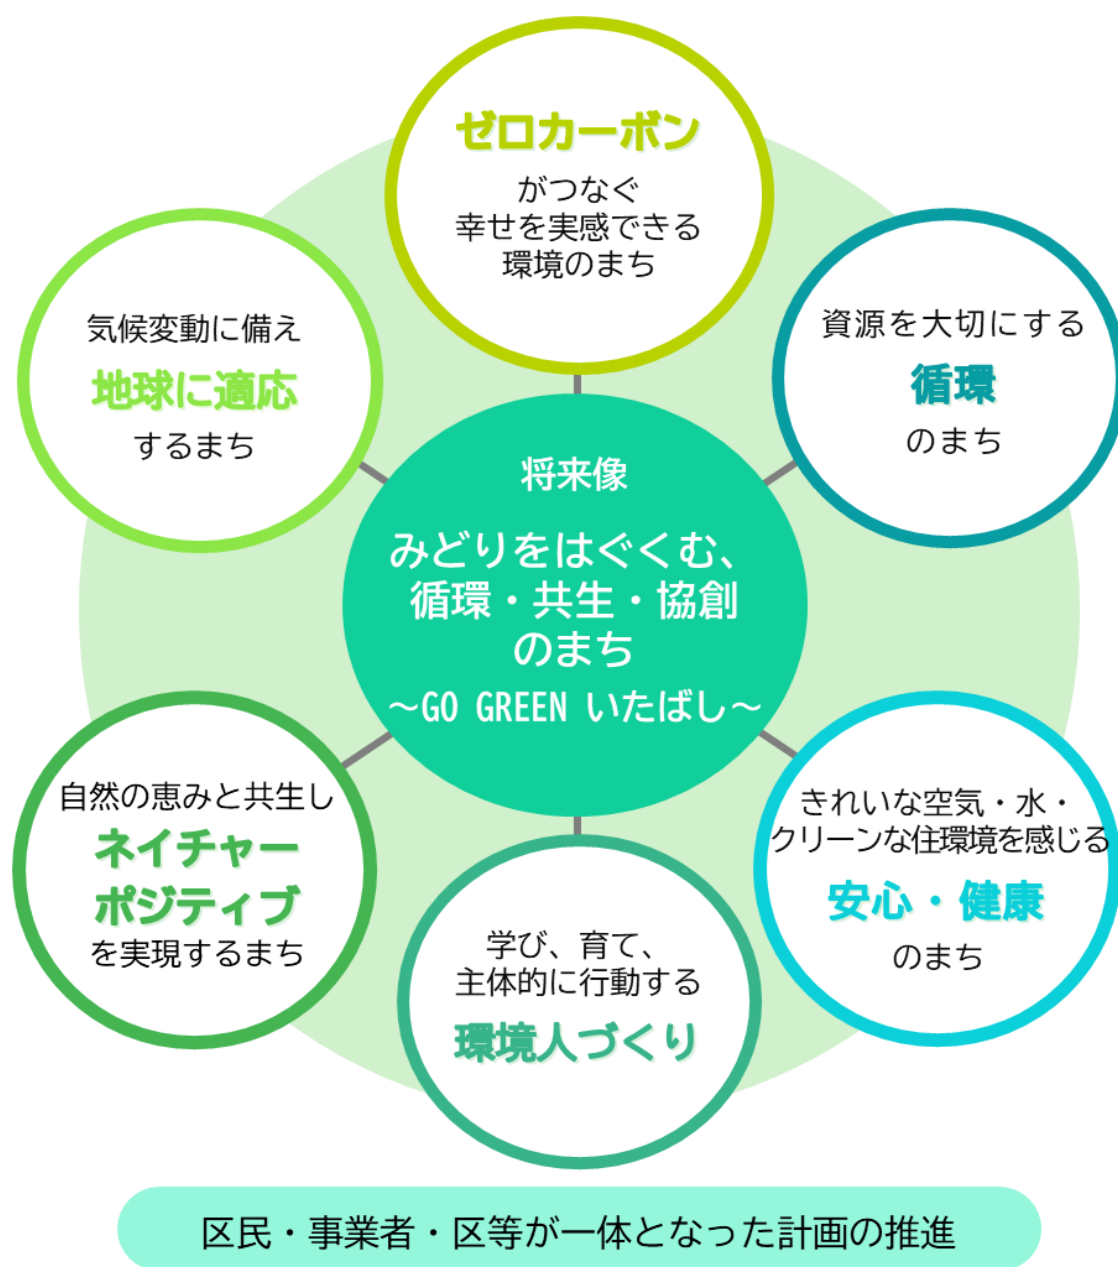 ゼロカーボン
がつなぐ
幸せを実感できる
環境のまち
資源を大切にする
循環
のまち
きれいな空気・水・
クリーンな住環境を感じる
安心・健康
のまち
学び、育て、
主体的に行動する
環境人づくり
自然の恵みと共生し
ネイチャー
ポジティブ
を実現するまち
気候変動に備え
地球に適応
するまち
将来像
みどりをはぐくむ、
循環・共生・協創
のまち
～GO GREEN いたばし～
区民・事業者・区等が一体となった計画の推進